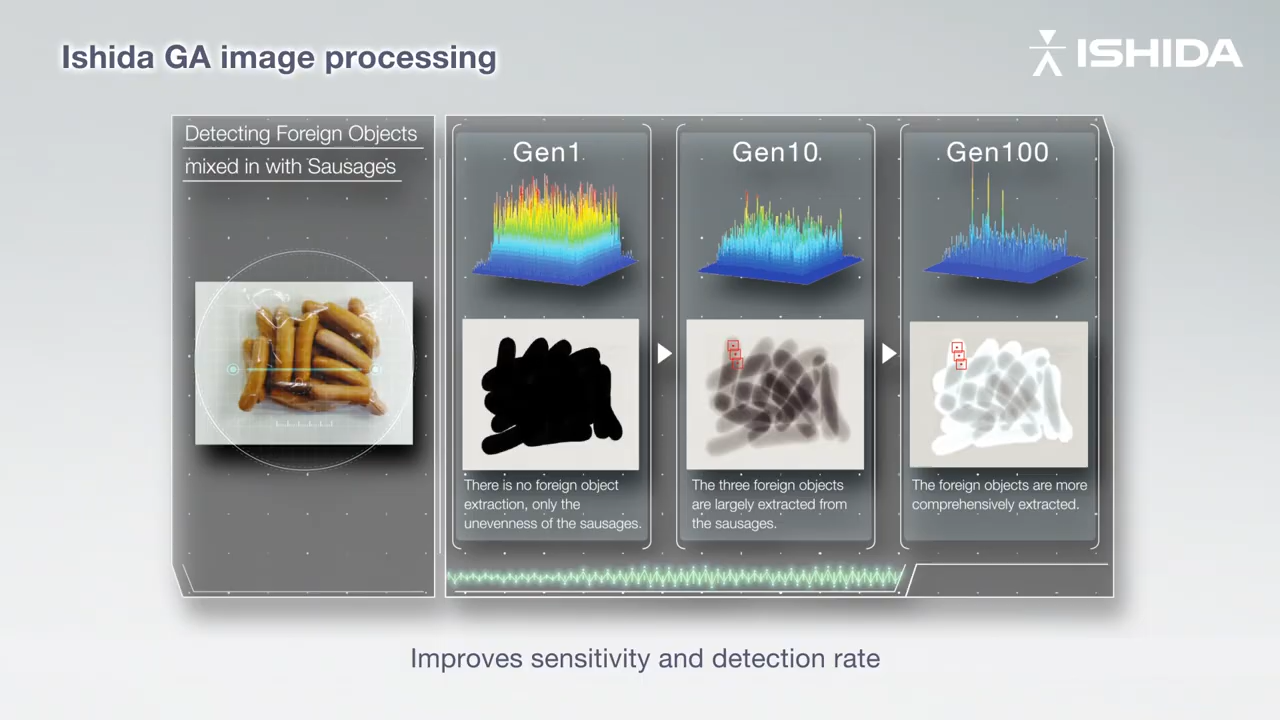 Ishida GA image processing
ISHIDA
Detecting Foreign Objects
mixed in with Sausages
Gen1
There is no foreign object
extraction, only the
unevenness of the sausages.
Gen10
The three foreign objects
are largely extracted from
the sausages.
Gen100
The foreign objects are more
comprehensively extracted.
Improves sensitivity and detection rate